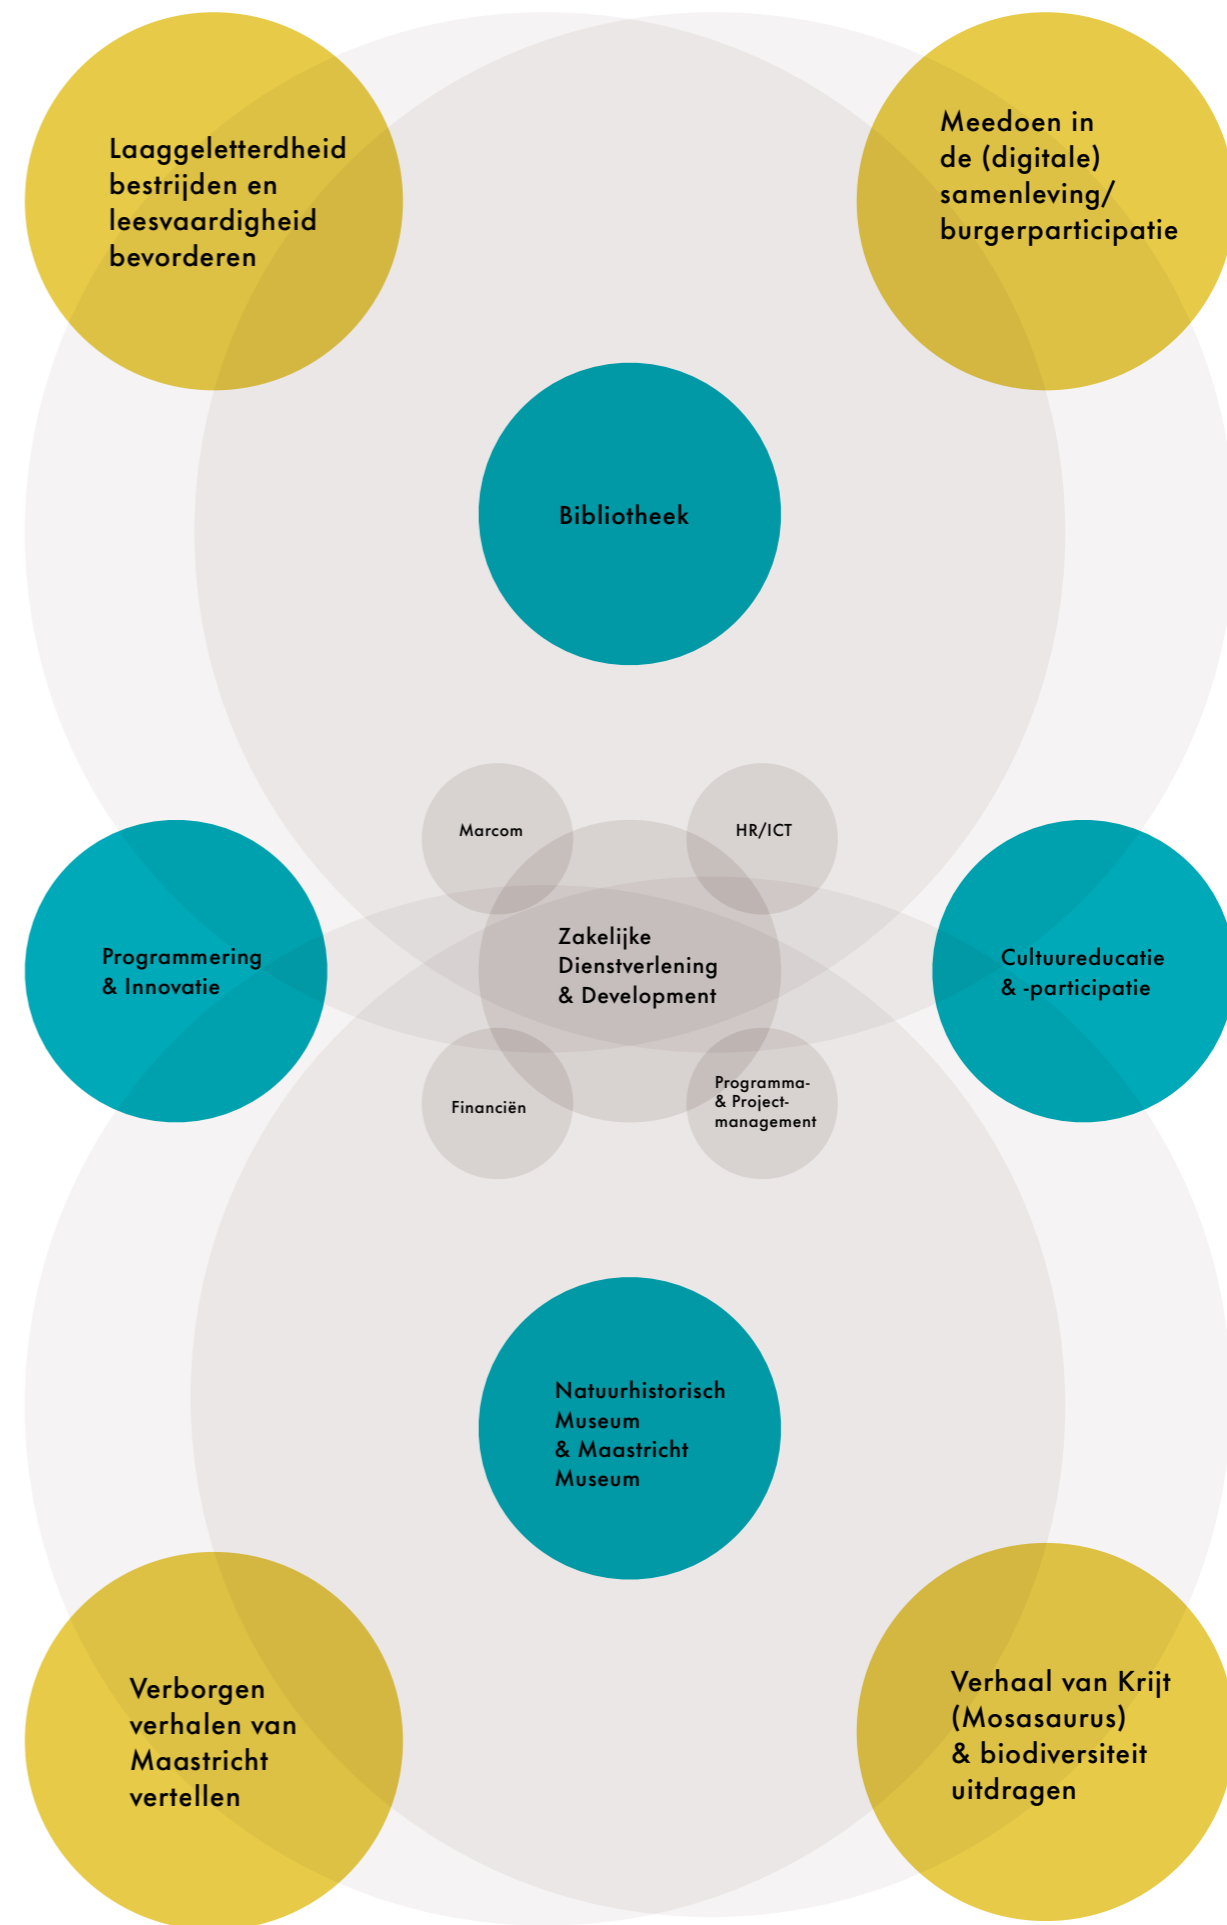 Laaggeletterdheid
bestrijden en
leesvaardigheid
bevorderen
Meedoen in
de (digitale)
samenleving/
burgerparticipatie
Bibliotheek
Marcom
HR/ICT
Programmering
& Innovatie
Zakelijke
Dienstverlening
& Development
Cultuureducatie
& -participatie
Financiën
Programma-
& Project-
management
Natuurhistorisch
Museum
& Maastricht
Museum
Verborgen
verhalen van
Maastricht
vertellen
Verhaal van Krijt
(Mosasaurus)
& biodiversiteit
uitdragen